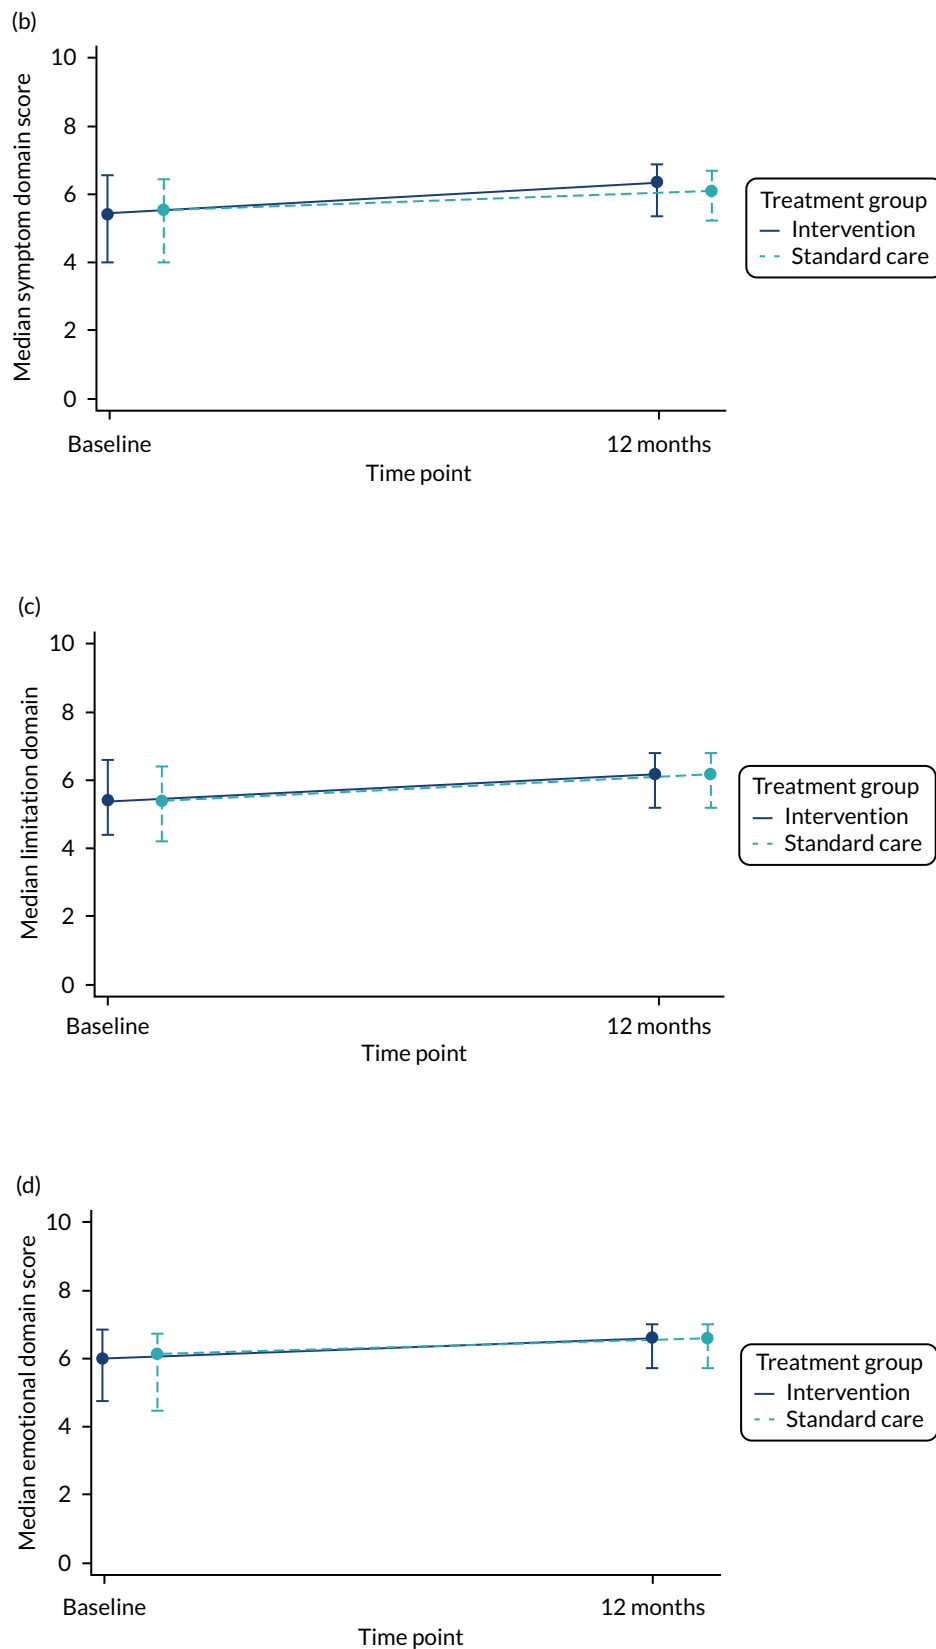 (b)
Median symptom domain score
10
8
6
4
2
0
Baseline
12 months
Time point
Treatment group
Intervention
Standard care
(c)
Median limitation domain
10
8
6
4
2
0
Baseline
12 months
Time point
Treatment group
Intervention
Standard care
(d)
Median emotional domain score
10
8
6
4
2
0
Baseline
12 months
Time point
Treatment group
Intervention
Standard care